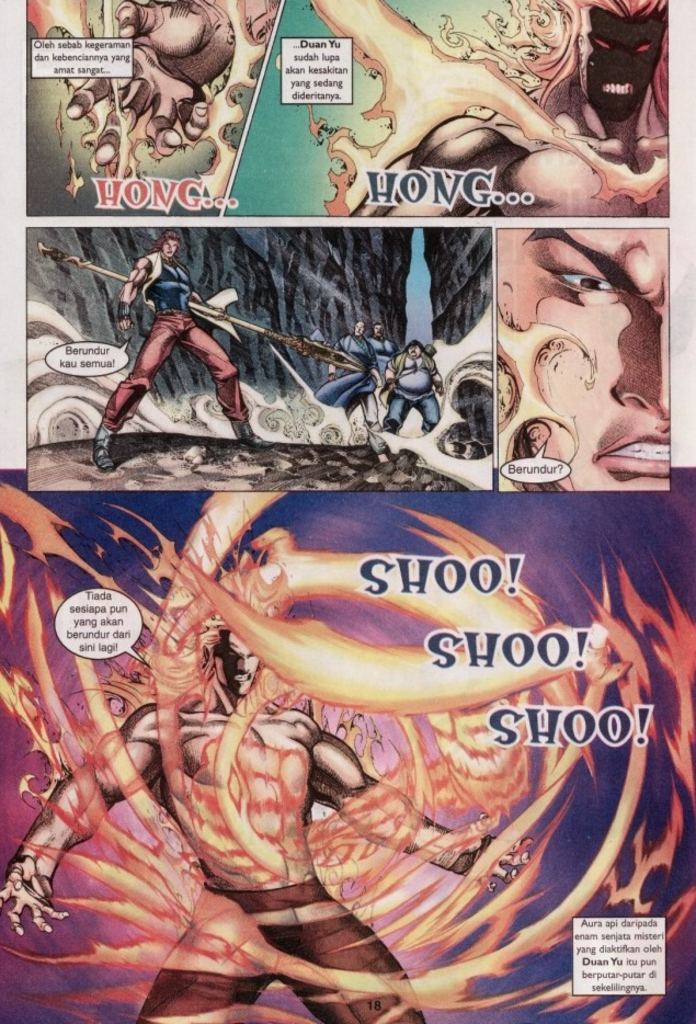 Oleh sebab kegeraman
dan kebenciannya yang
amat sangat...
...Duan Yu
sudah lupa
akan kesakitan
yang sedang
dideritanya.
HONG...
HONG...
Berundur
kau semua!
Berundur?
SHOO!
SHOO!
SHOO!
Tiada
sesiapa pun
yang akan
berundur dari
sini lagi!
Aura api daripada
enam senjata misteri
yang diaktifkan oleh
Duan Yu itu pun
berputar-putar di
sekelilingnya.
18